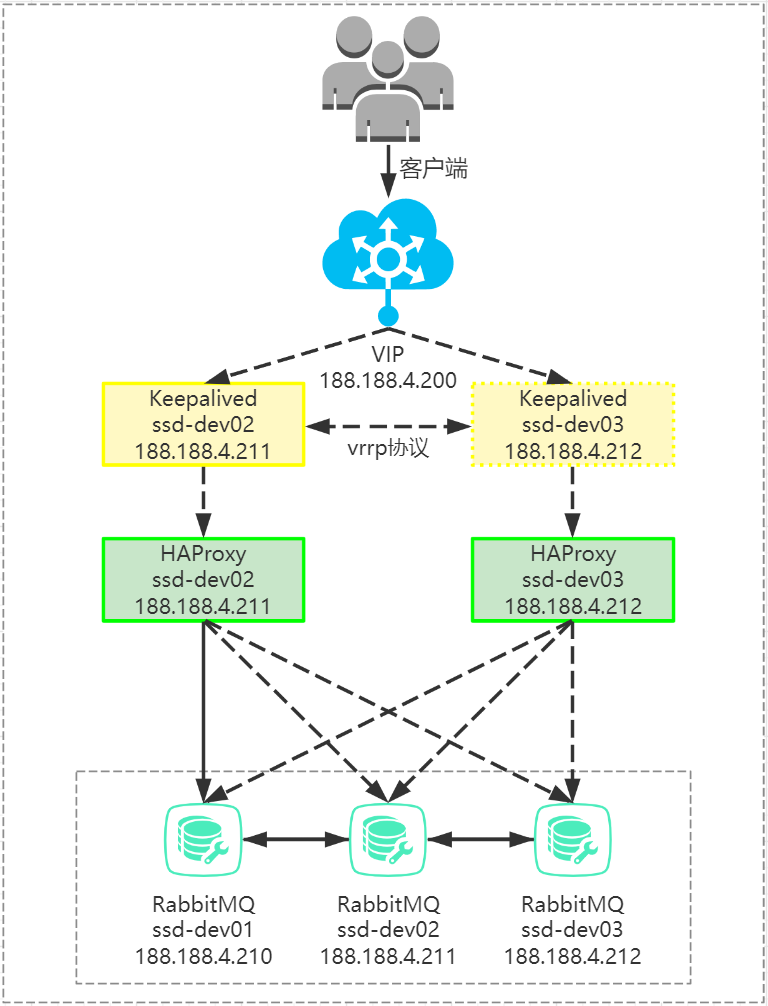 客户端
VIP
188.188.4.200
Keepalived
ssd-dev02
188.188.4.211
vrrp协议
Keepalived
ssd-dev03
188.188.4.212
HAProxy
ssd-dev02
188.188.4.211
HAProxy
ssd-dev03
188.188.4.212
RabbitMQ
ssd-dev01
188.188.4.210
RabbitMQ
ssd-dev02
188.188.4.211
RabbitMQ
ssd-dev03
188.188.4.212